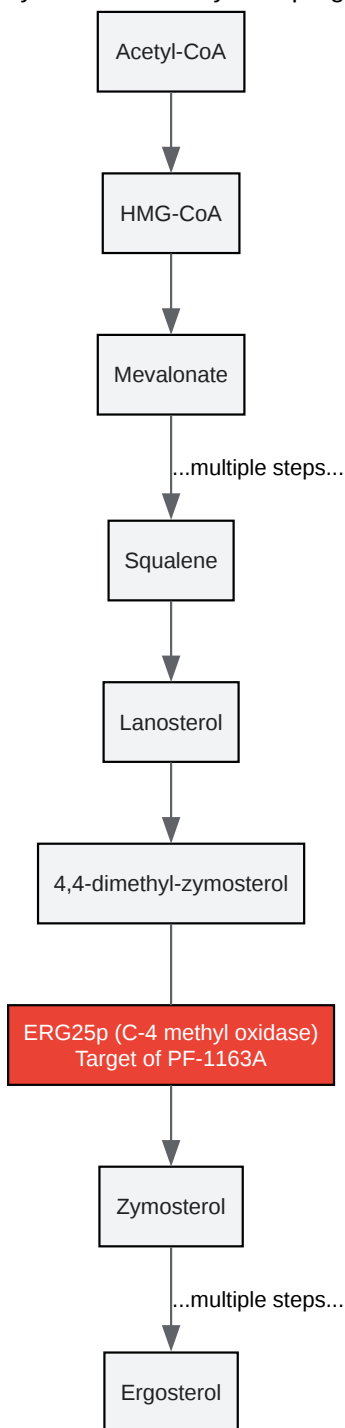 Acetyl-CoA
HMG-CoA
Mevalonate
...multiple steps...
Squalene
Lanosterol
4,4-dimethyl-zymosterol
ERG25p (C-4 methyl oxidase)
Target of PF-1163A
Zymosterol
...multiple steps...
Ergosterol